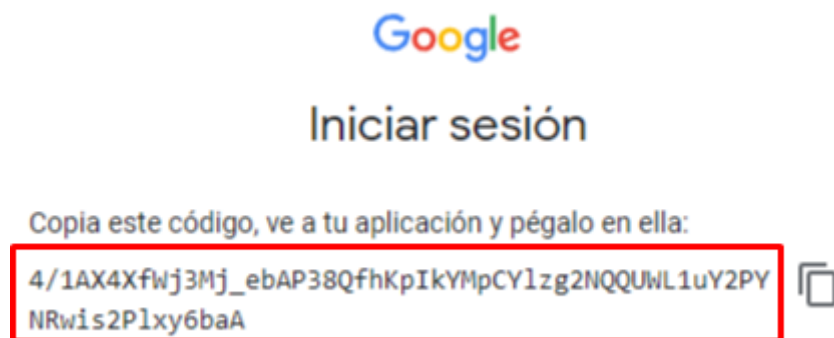 Google
Iniciar sesión
Copia este código, ve a tu aplicación y pégalo en ella:
4/1AX4XfWj3Mj_ebAP38QfhKpIkYMpCYlzg2NQQUWL1uY2PY
NRwis2Plxy6baA